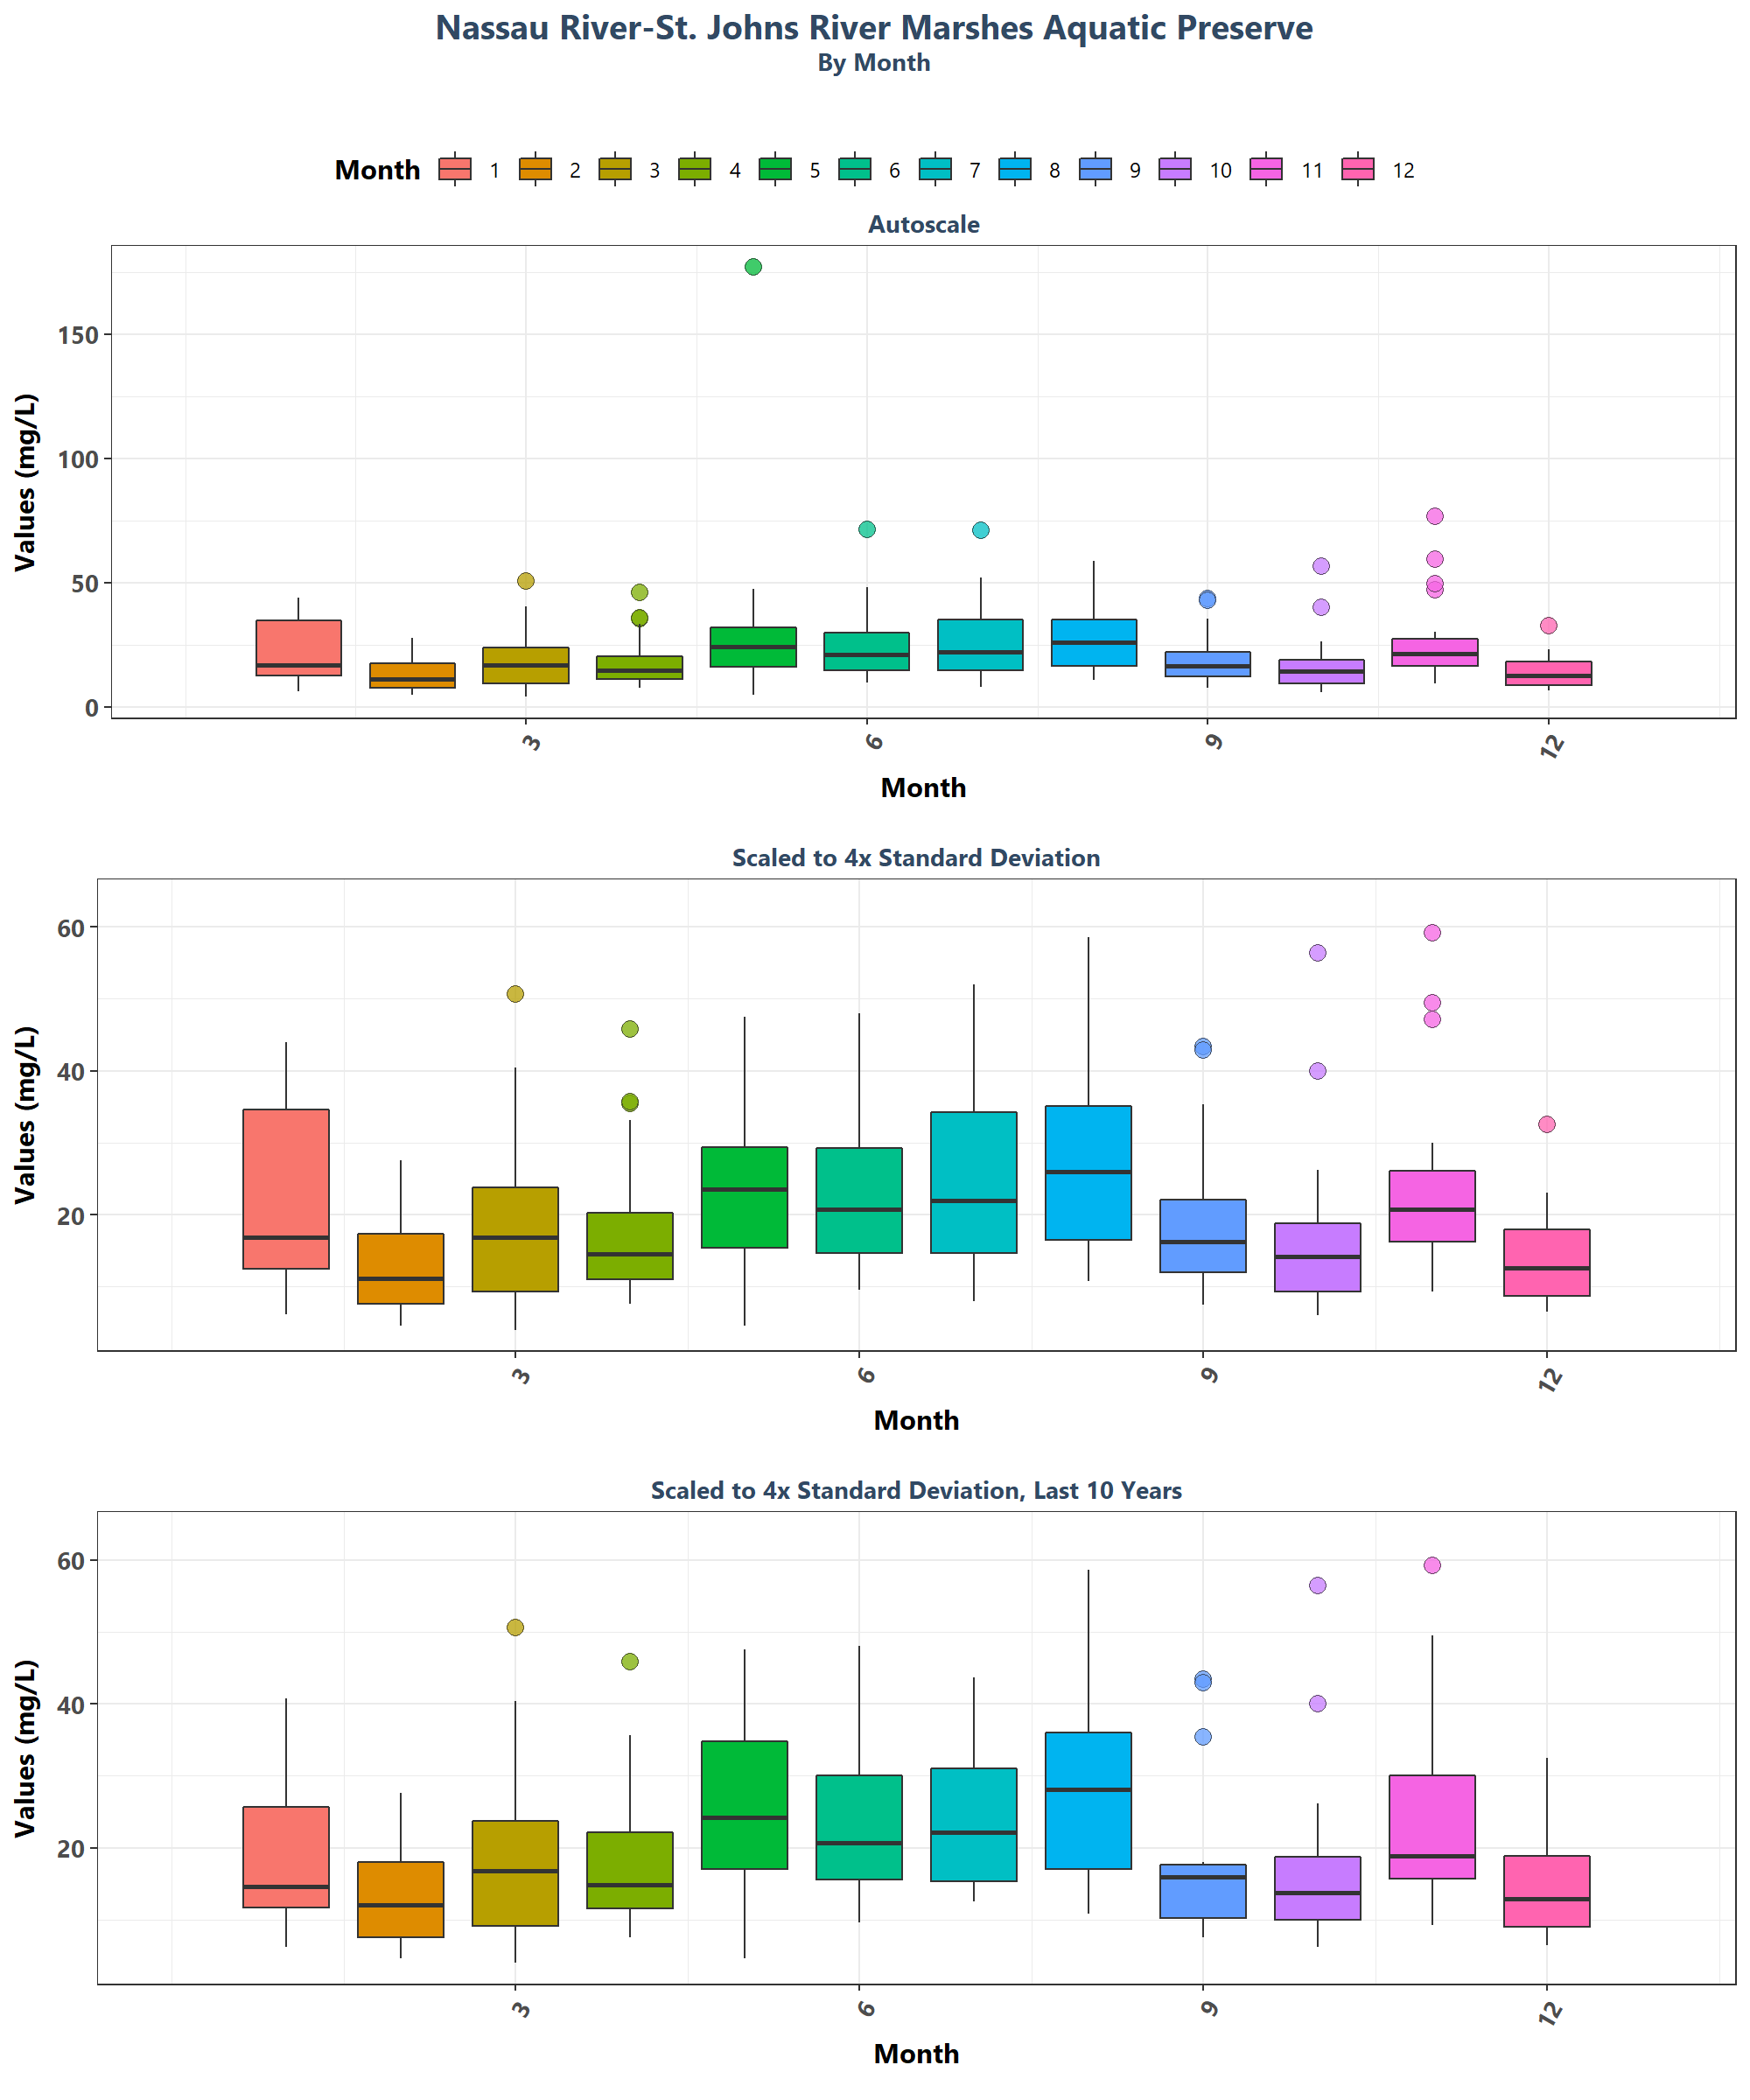 Nassau River-St. Johns River Marshes Aquatic Preserve
By Month
Month 1 2 3 4 5 6 7 8 9 10 11 12
Autoscale
Values (mg/L)
150
100
50
0
3 6 9 12
Month
Scaled to 4x Standard Deviation
Values (mg/L)
60
40
20
3 6 9 12
Month
Scaled to 4x Standard Deviation, Last 10 Years
Values (mg/L)
60
40
20
3 6 9 12
Month